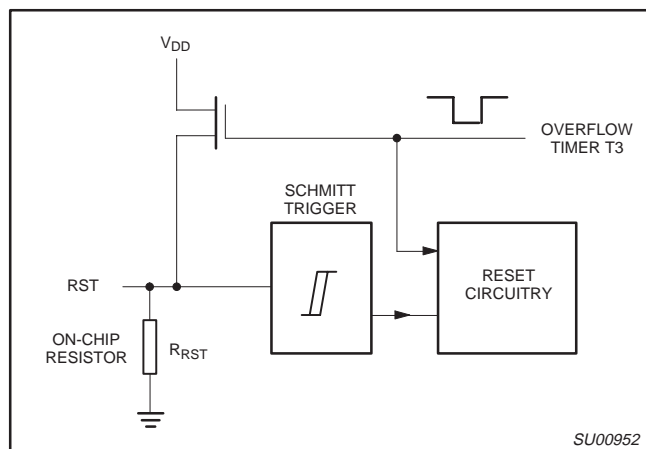 VDD
OVERFLOW
TIMER T3
SCHMITT
TRIGGER
RST
RESET
CIRCUITRY
ON-CHIP
RESISTOR
RRST
SU00952